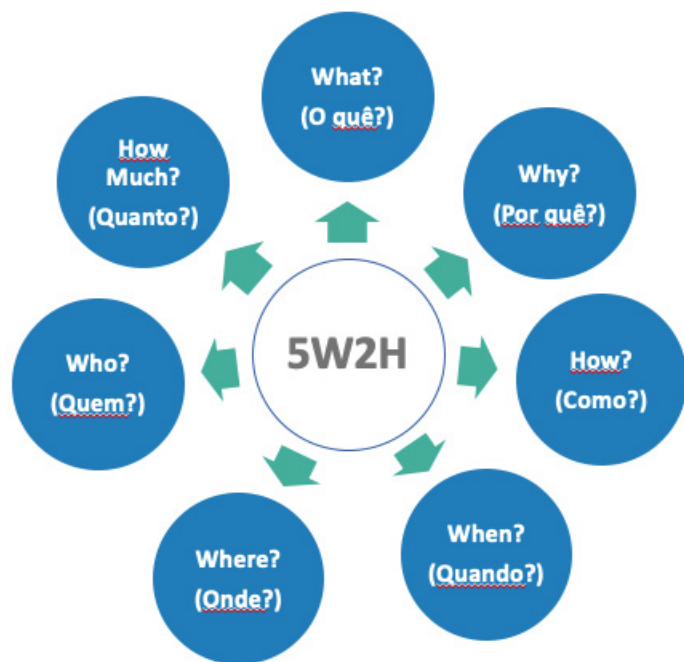 What?
(O quê?)
Why?
(Por quê?)
How?
(Como?)
When?
(Quando?)
Where?
(Onde?)
Who?
(Quem?)
How
Much?
(Quanto?)
5W2H